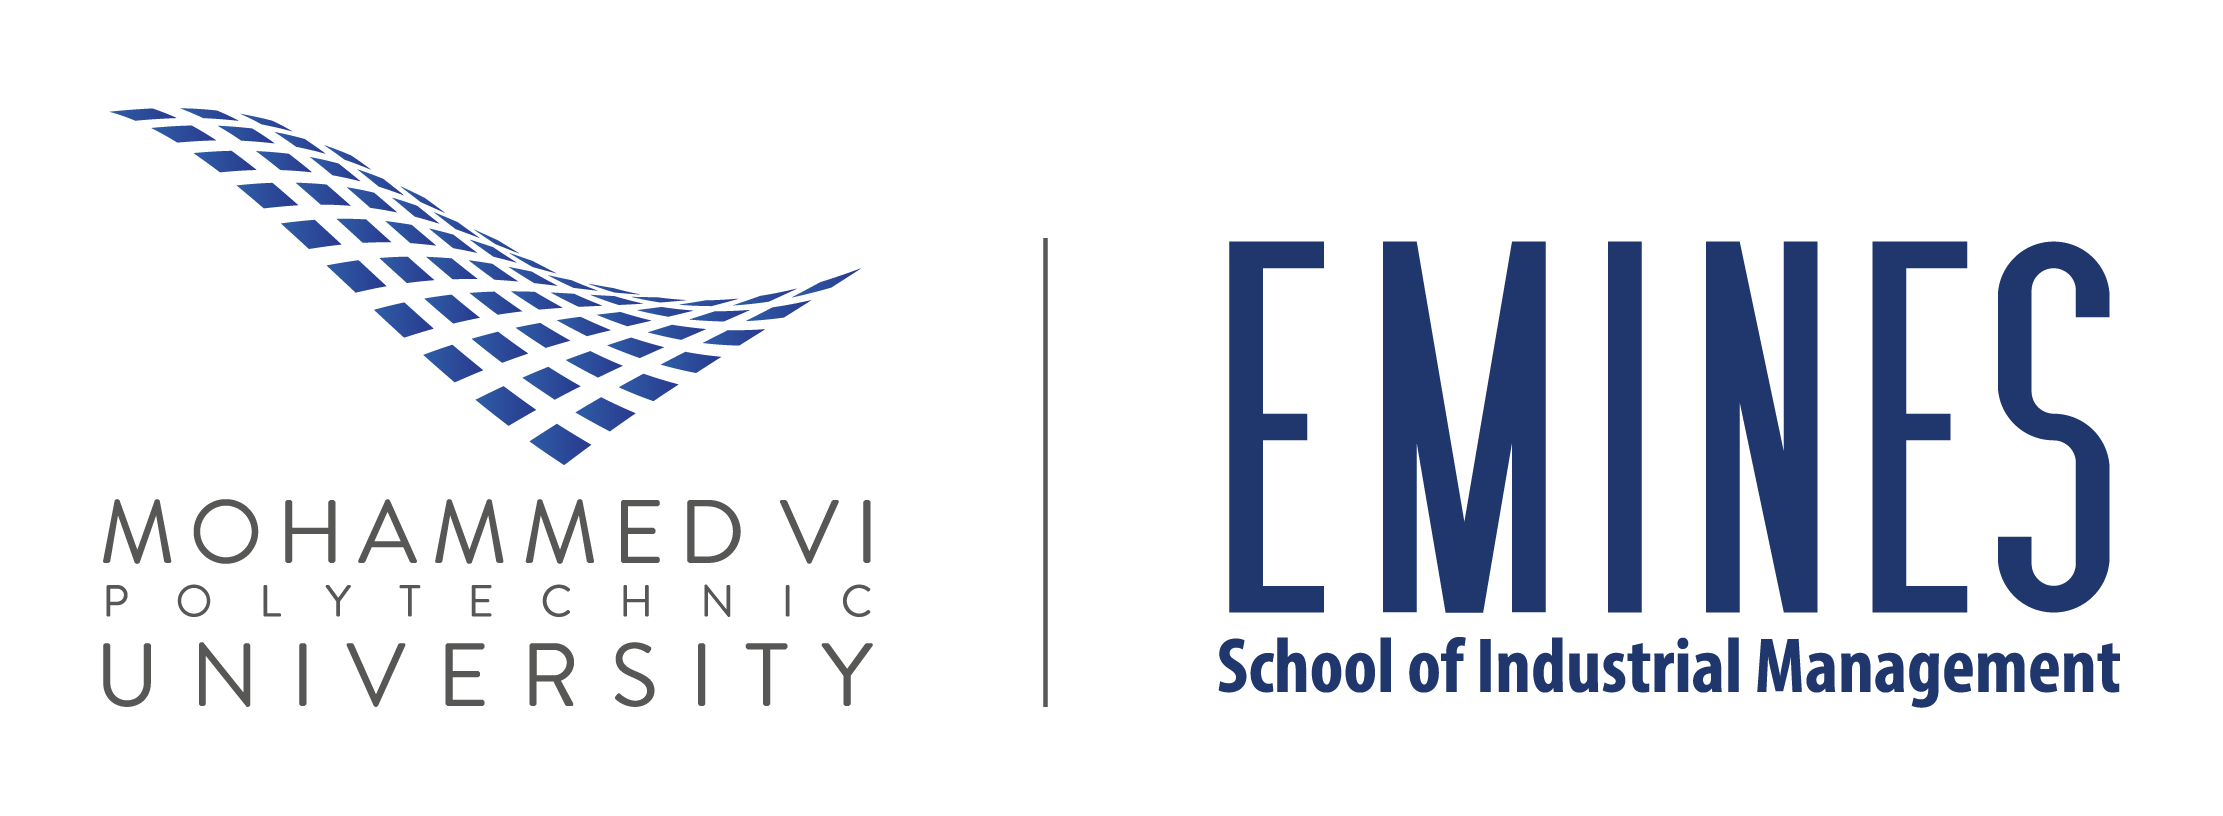 MOHAMMED VI
POLYTECHNIC
UNIVERSITY
EMINES
School of Industrial Management